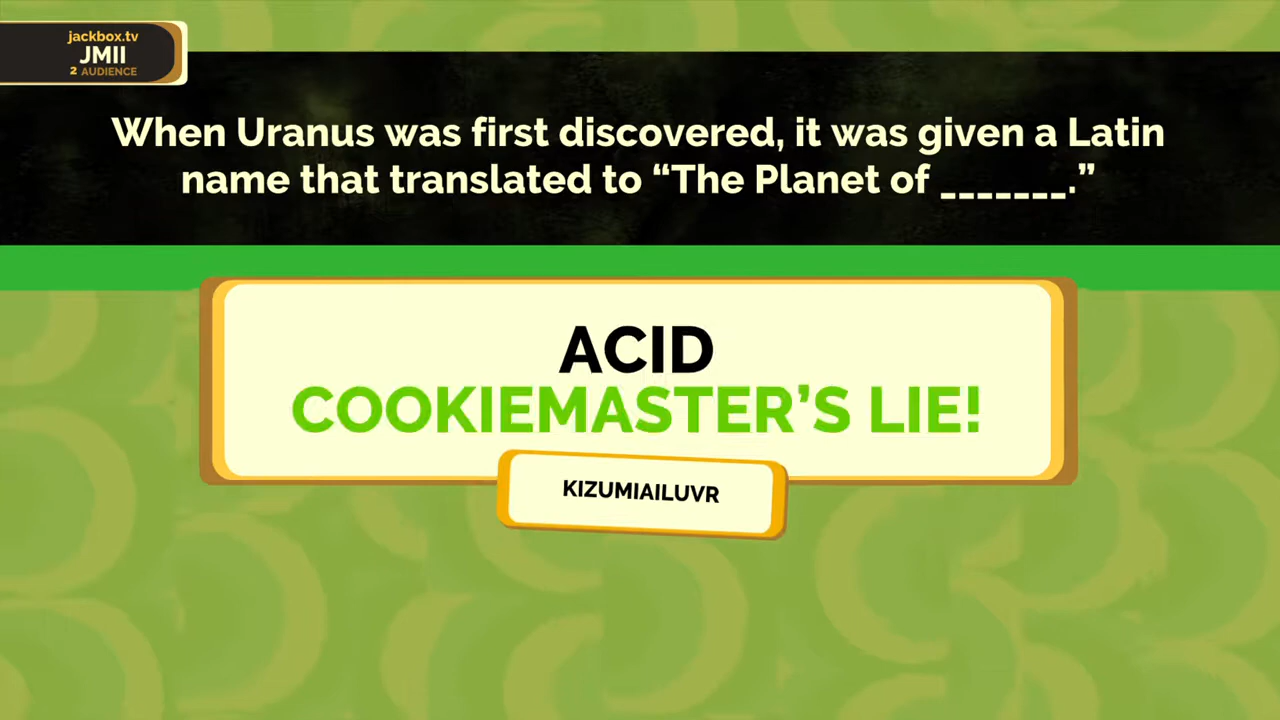 jackbox.tv
JMII
2 AUDIENCE
When Uranus was first discovered, it was given a Latin
name that translated to “The Planet of _______.”
ACID
COOKIEMASTER’S LIE!
KIZUMIAILUVR